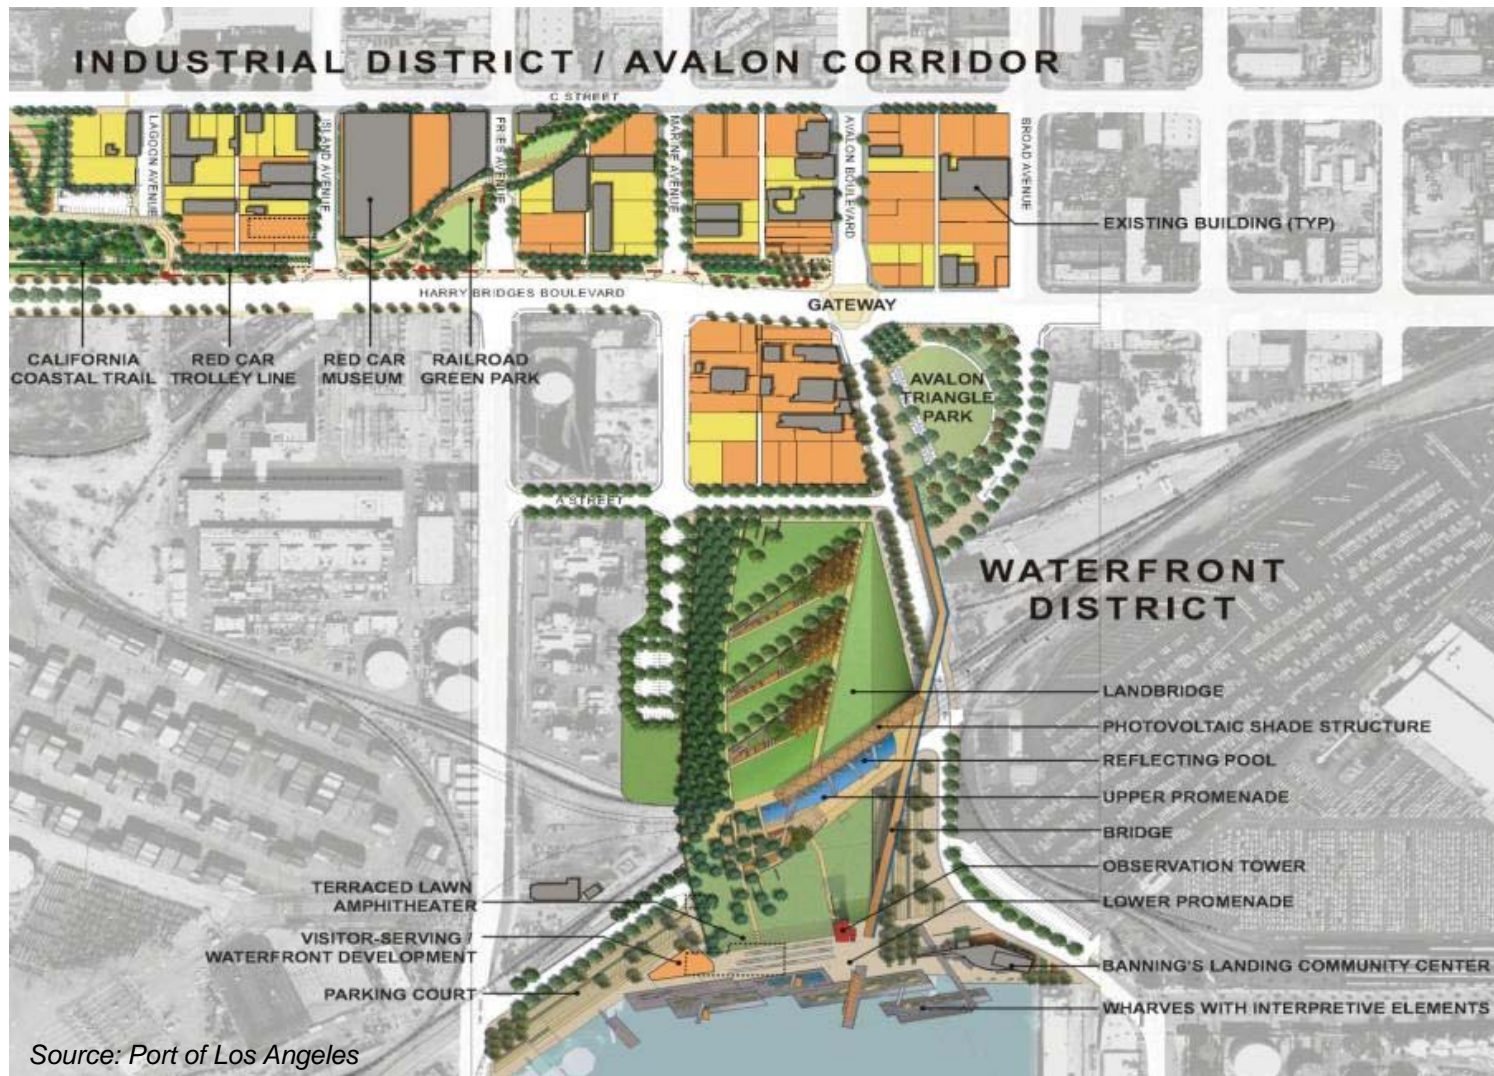 INDUSTRIAL DISTRICT / AVALON CORRIDOR
C STREET
LAGOON AVENUE
ISLAND AVENUE
FRIES AVENUE
MARINE AVENUE
AVALON BOULEVARD
BROAD AVENUE
EXISTING BUILDING (TYP)
HARRY BRIDGES BOULEVARD
GATEWAY
CALIFORNIA
COASTAL TRAIL
RED CAR
TROLLEY LINE
RED CAR
MUSEUM
RAILROAD
GREEN PARK
AVALON
TRIANGLE
PARK
A STREET
WATERFRONT
DISTRICT
LANDBRIDGE
PHOTOVOLTAIC SHADE STRUCTURE
REFLECTING POOL
UPPER PROMENADE
BRIDGE
OBSERVATION TOWER
LOWER PROMENADE
TERRACED LAWN
AMPHITHEATER
VISITOR-SERVING /
WATERFRONT DEVELOPMENT
PARKING COURT
BANNING'S LANDING COMMUNITY CENTER
WHARVES WITH INTERPRETIVE ELEMENTS
Source: Port of Los Angeles